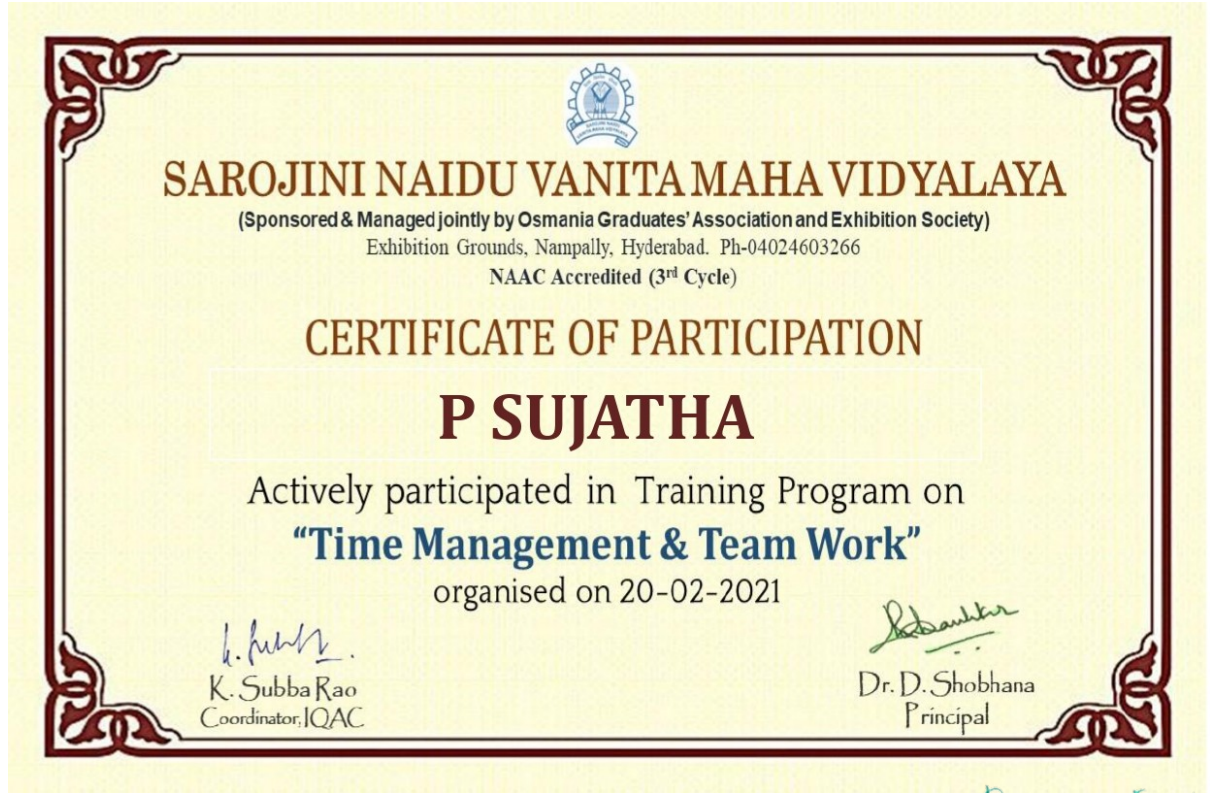 SAROJINI NAIDU VANITA MAHA VIDYALAYA
(Sponsored & Managed jointly by Osmania Graduates' Association and Exhibition Society)
Exhibition Grounds, Nampally, Hyderabad. Ph-04024603266
NAAC Accredited (3rd Cycle)
CERTIFICATE OF PARTICIPATION
P SUJATHA
Actively participated in Training Program on
“Time Management & Team Work”
organised on 20-02-2021
K. Subba Rao
Coordinator, IQAC
Dr. D. Shobhana
Principal